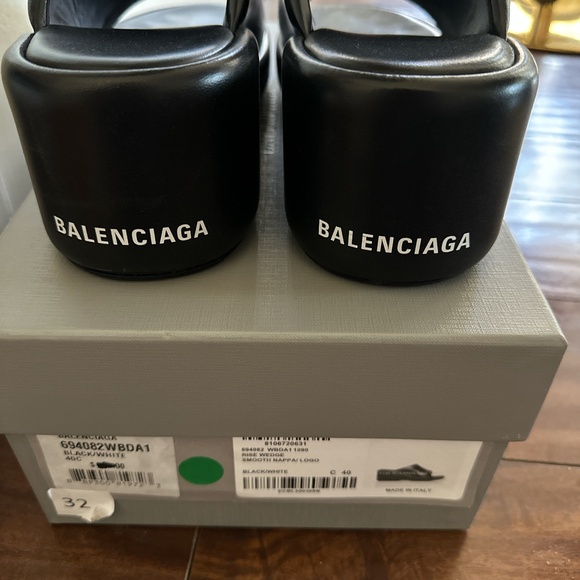 BALENCIAGA
BALENCIAGA
BALENCIAGA
694082WBDA1
BLACK/WHITE
40C
32
8106720631
694082 WBDA1 1090
RISE WEDGE
SMOOTH NAPPA/ LOGO
BLACK/WHITE C 40
MADE IN ITALY